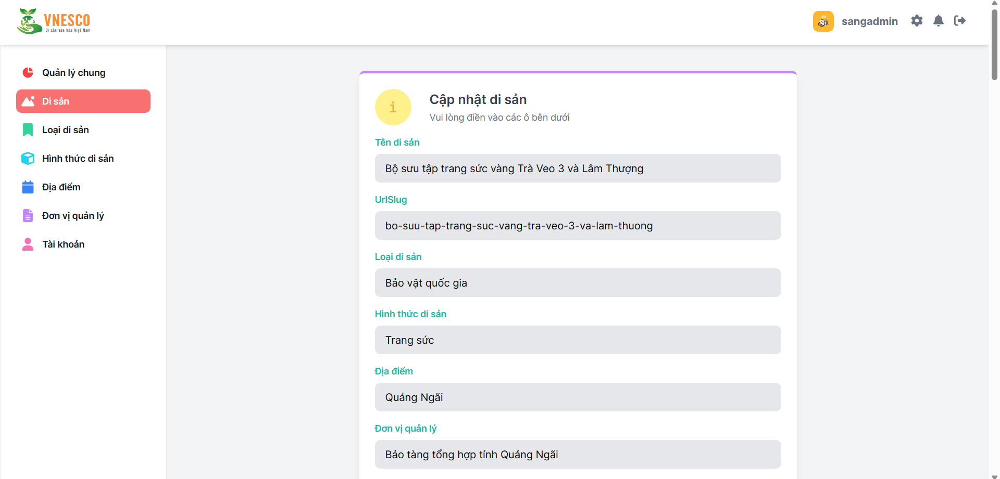 VNESCO
Di sản văn hóa Việt Nam
sangadmin
Quản lý chung
Di sản
Loại di sản
Hình thức di sản
Địa điểm
Đơn vị quản lý
Tài khoản
i
Cập nhật di sản
Vui lòng điền vào các ô bên dưới
Tên di sản
Bộ sưu tập trang sức vàng Trà Veo 3 và Lâm Thượng
UrlSlug
bo-suu-tap-trang-suc-vang-tra-veo-3-va-lam-thuong
Loại di sản
Bảo vật quốc gia
Hình thức di sản
Trang sức
Địa điểm
Quảng Ngãi
Đơn vị quản lý
Bảo tàng tổng hợp tỉnh Quảng Ngãi